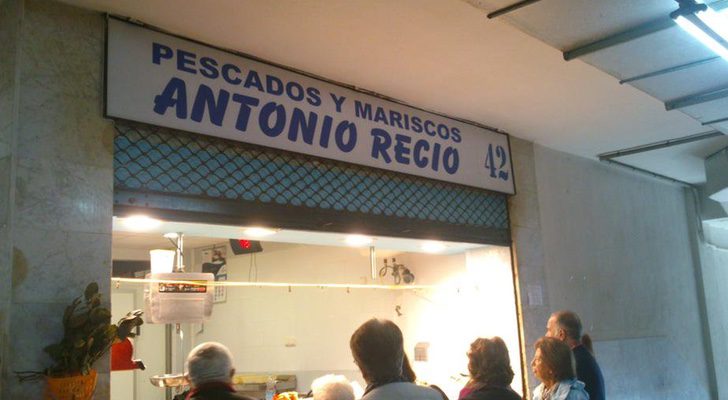 PESCADOS Y MARISCOS
ANTONIO RECIO
42